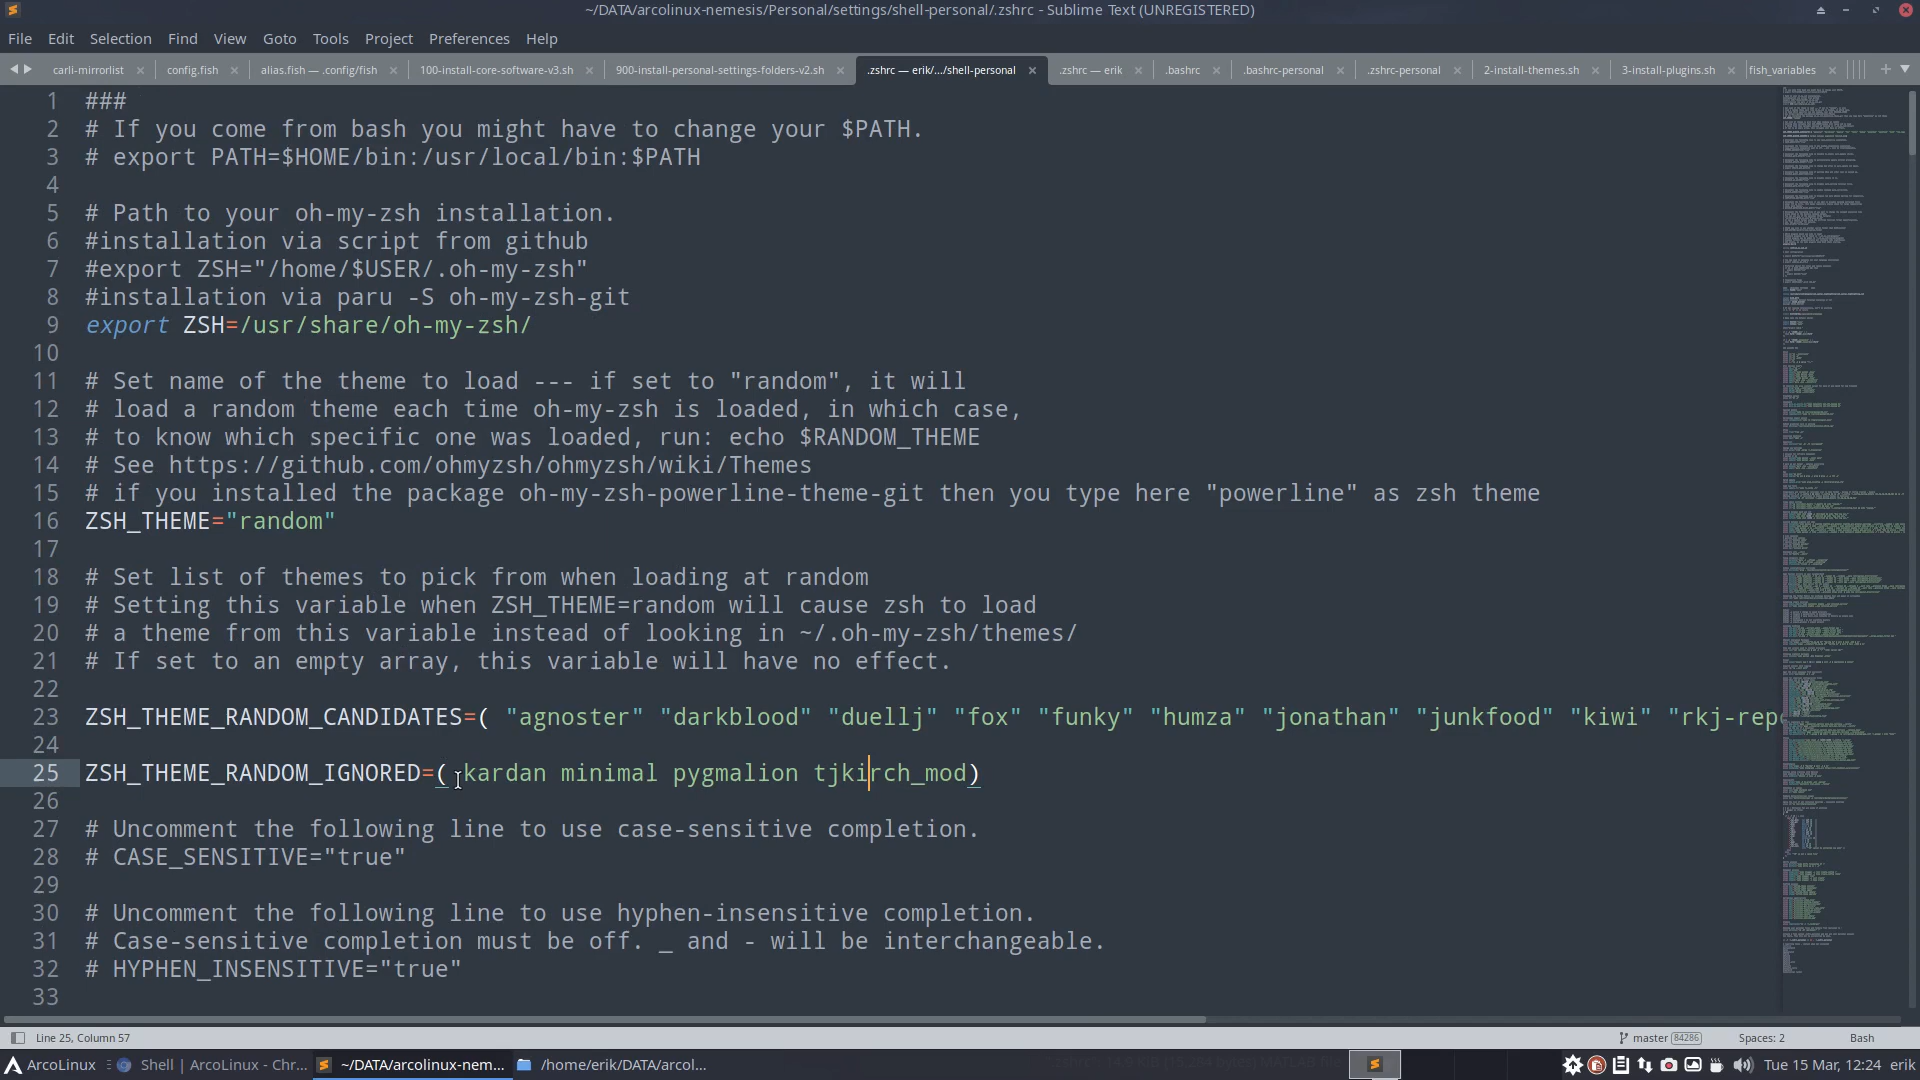 ~/DATA/arcolinux-nemesis/Personal/settings/shell-personal/.zshrc - Sublime Text (UNREGISTERED)
File Edit Selection Find View Goto Tools Project Preferences Help
carli-mirrorlist config.fish alias.fish — .config/fish 100-install-core-software-v3.sh 900-install-personal-settings-folders-v2.sh .zshrc — erik/.../shell-personal .zshrc — erik .bashrc .bashrc-personal .zshrc-personal 2-install-themes.sh 3-install-plugins.sh fish_variables
1 ###
2 # If you come from bash you might have to change your $PATH.
3 # export PATH=$HOME/bin:/usr/local/bin:$PATH
4
5 # Path to your oh-my-zsh installation.
6 #installation via script from github
7 #export ZSH="/home/$USER/.oh-my-zsh"
8 #installation via paru -S oh-my-zsh-git
9 export ZSH=/usr/share/oh-my-zsh/
10
11 # Set name of the theme to load --- if set to "random", it will
12 # load a random theme each time oh-my-zsh is loaded, in which case,
13 # to know which specific one was loaded, run: echo $RANDOM_THEME
14 # See https://github.com/ohmyzsh/ohmyzsh/wiki/Themes
15 # if you installed the package oh-my-zsh-powerline-theme-git then you type here "powerline" as zsh theme
16 ZSH_THEME="random"
17
18 # Set list of themes to pick from when loading at random
19 # Setting this variable when ZSH_THEME=random will cause zsh to load
20 # a theme from this variable instead of looking in ~/.oh-my-zsh/themes/
21 # If set to an empty array, this variable will have no effect.
22
23 ZSH_THEME_RANDOM_CANDIDATES=( "agnoster" "darkblood" "duellj" "fox" "funky" "humza" "jonathan" "junkfood" "kiwi" "rkj-rep
24
25 ZSH_THEME_RANDOM_IGNORED=( kardan minimal pygmalion tjkirch_mod)
26
27 # Uncomment the following line to use case-sensitive completion.
28 # CASE_SENSITIVE="true"
29
30 # Uncomment the following line to use hyphen-insensitive completion.
31 # Case-sensitive completion must be off. _ and - will be interchangeable.
32 # HYPHEN_INSENSITIVE="true"
33
Line 25, Column 57 master 84286 Spaces: 2 Bash
ArcoLinux Shell | ArcoLinux - Chr... ~/DATA/arcolinux-nem... /home/erik/DATA/arcol... Tue 15 Mar, 12:24 erik